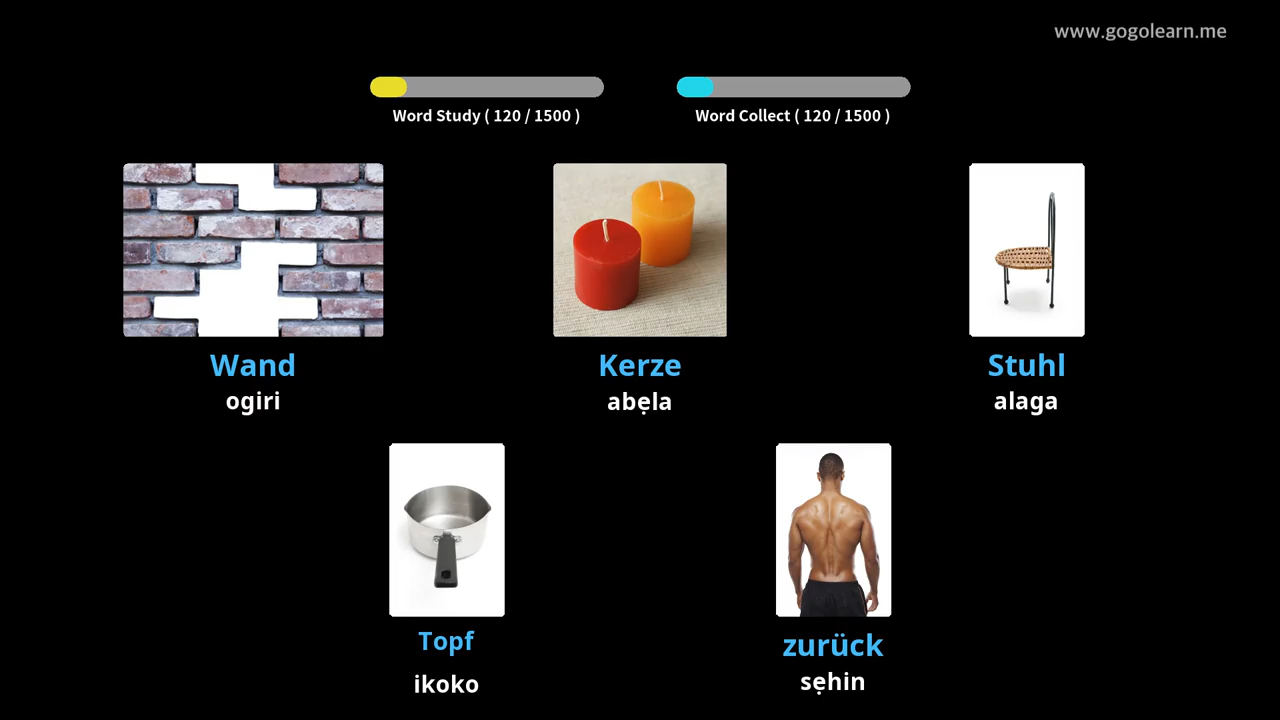 www.gogolearn.me
Word Study ( 120 / 1500 )
Word Collect ( 120 / 1500 )
Wand
ogiri
Kerze
abẹla
Stuhl
alaga
Topf
ikoko
zurück
sẹhin